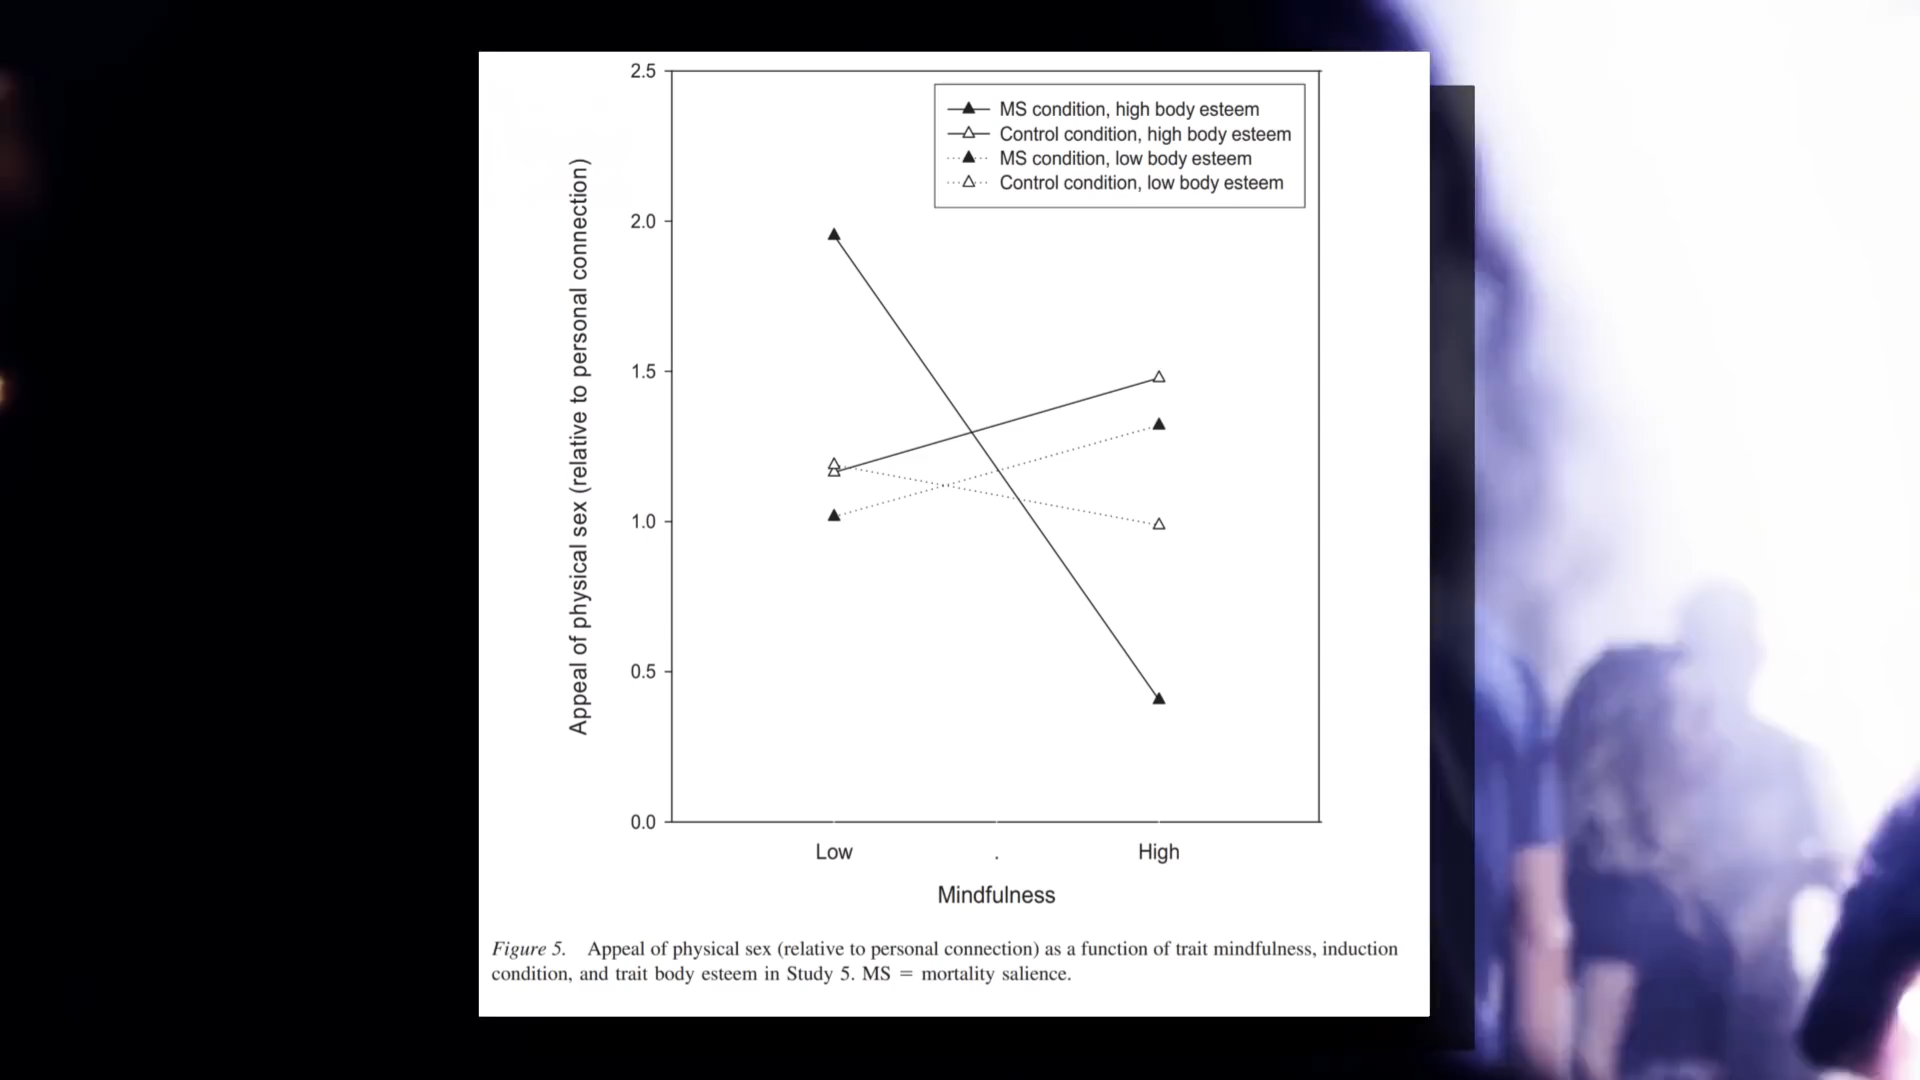 2.5
MS condition, high body esteem
Control condition, high body esteem
MS condition, low body esteem
Control condition, low body esteem
2.0
1.5
1.0
0.5
0.0
Appeal of physical sex (relative to personal connection)
Low . High
Mindfulness
Figure 5. Appeal of physical sex (relative to personal connection) as a function of trait mindfulness, induction
condition, and trait body esteem in Study 5. MS = mortality salience.